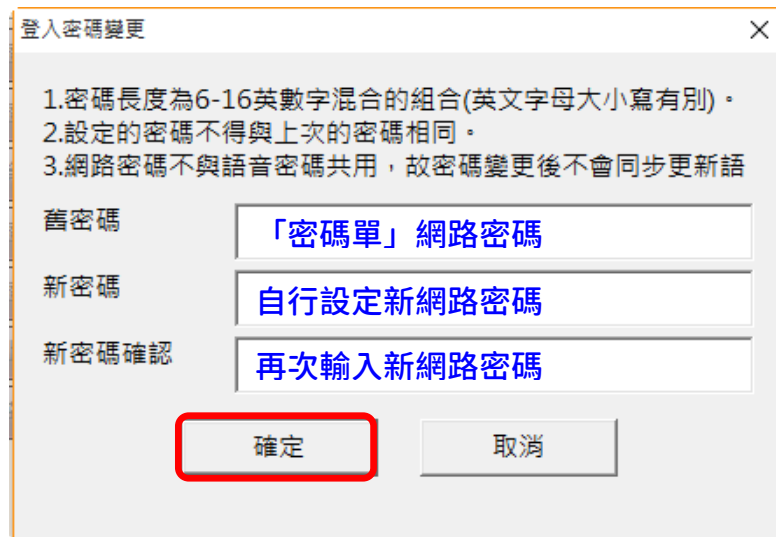 登入密碼變更
1.密碼長度為6-16英數字混合的組合(英文字母大小寫有別)。
2.設定的密碼不得與上次的密碼相同。
3.網路密碼不與語音密碼共用，故密碼變更後不會同步更新語
舊密碼 「密碼單」網路密碼
新密碼 自行設定新網路密碼
新密碼確認 再次輸入新網路密碼
確定 取消